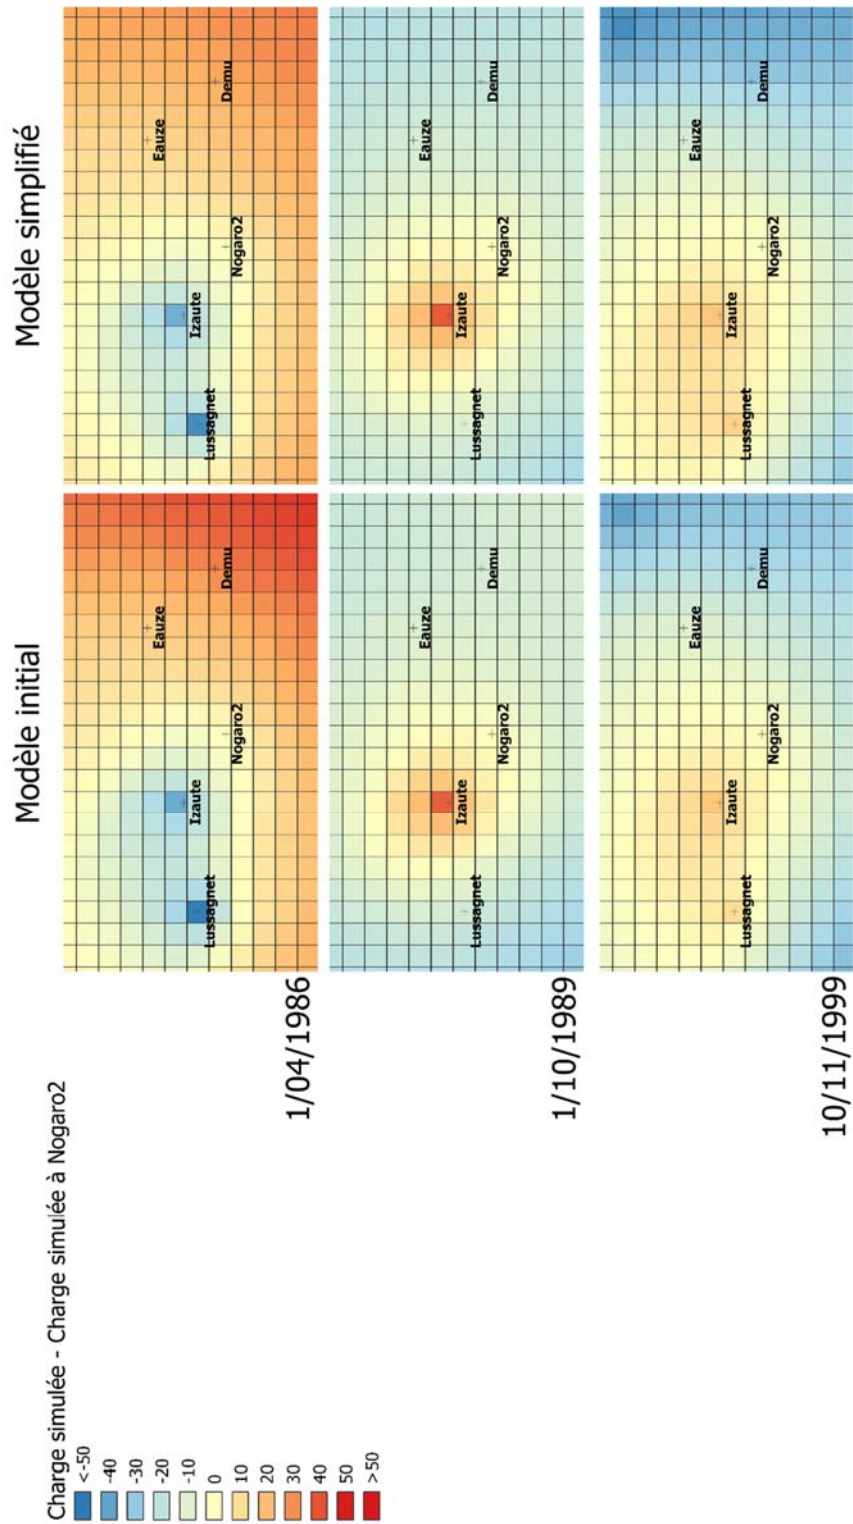 Charge simulée - Charge simulée à Nogaro2
<-50
-40
-30
-20
-10
0
10
20
30
40
50
>50
Modèle initial
Modèle simplifié
1/04/1986
Lussagnet
Izaute
Nogaro2
Eauze
Demu
Lussagnet
Izaute
Nogaro2
Eauze
Demu
1/10/1989
Lussagnet
Izaute
Nogaro2
Eauze
Demu
Lussagnet
Izaute
Nogaro2
Eauze
Demu
10/11/1999
Lussagnet
Izaute
Nogaro2
Eauze
Demu
Lussagnet
Izaute
Nogaro2
Eauze
Demu